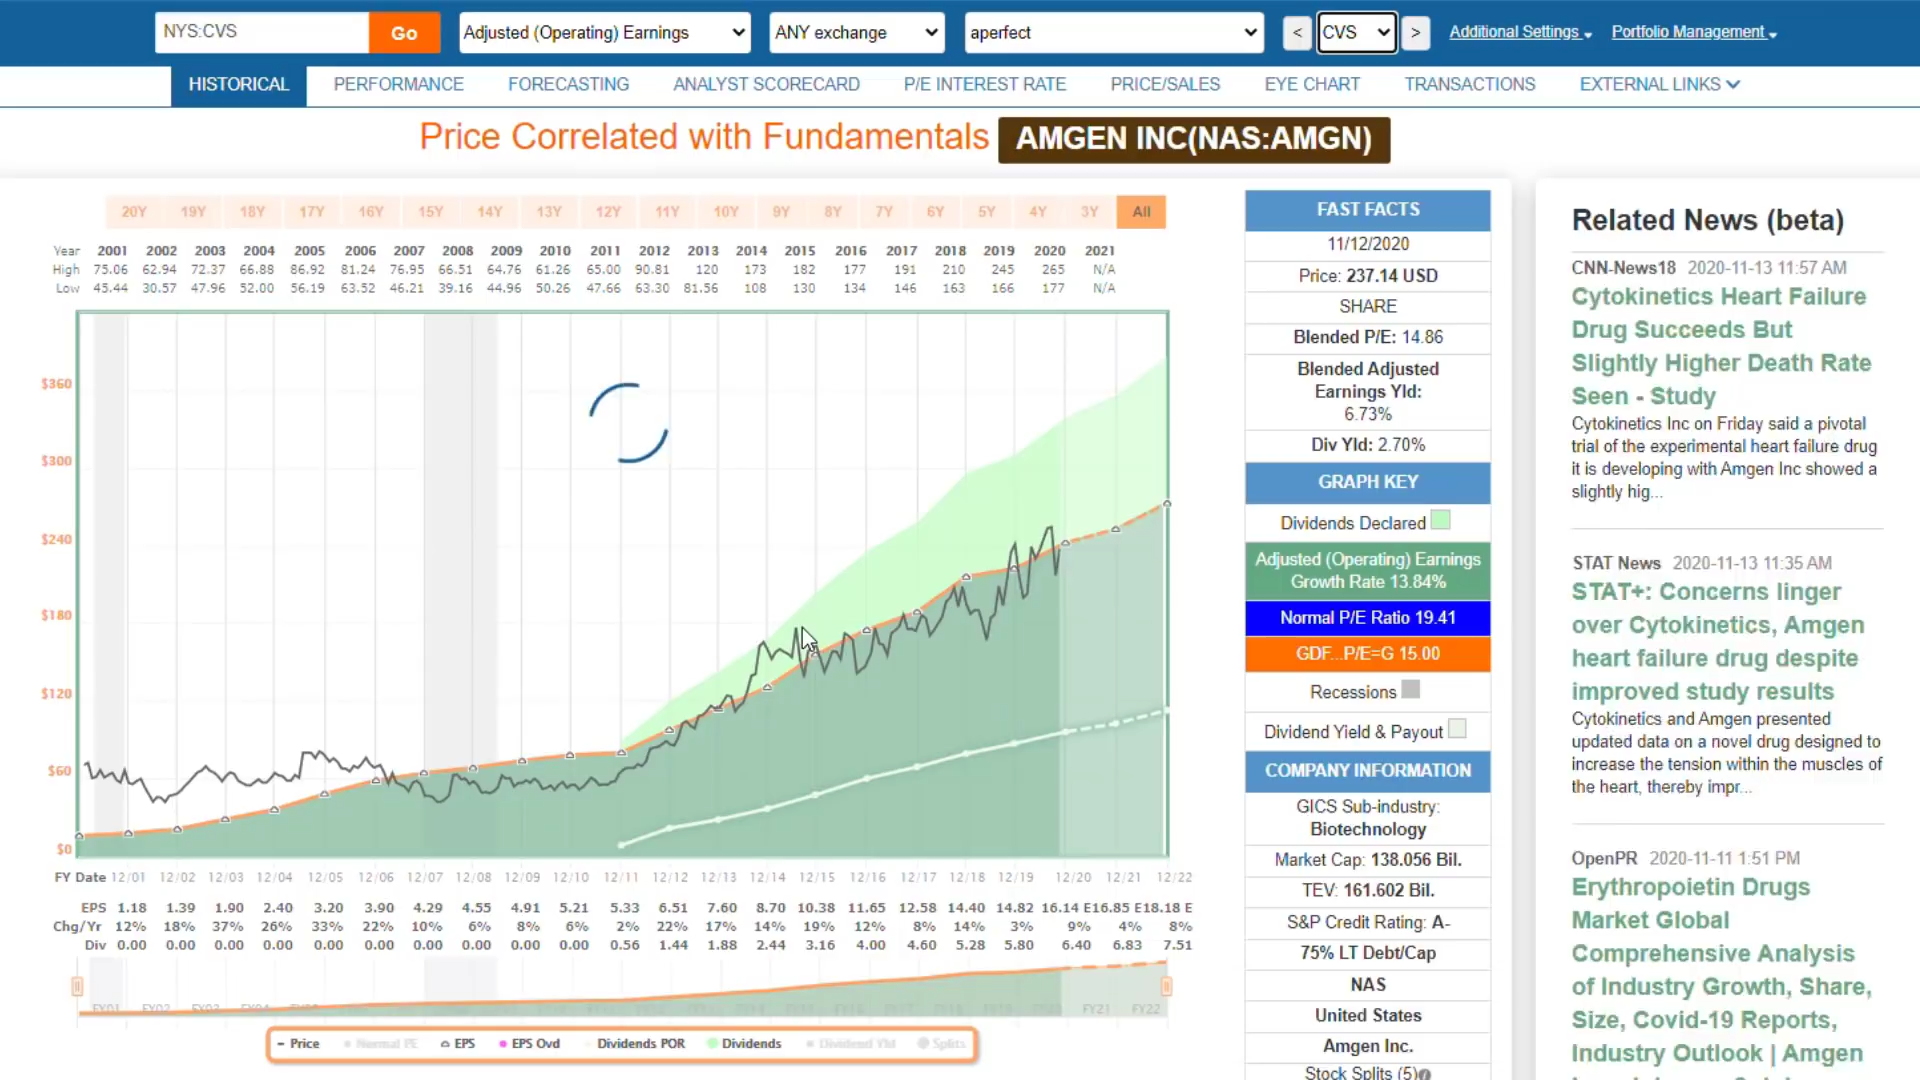 NYS:CVS Go Adjusted (Operating) Earnings ANY exchange aperfect < CVS > Additional Settings Portfolio Management
HISTORICAL PERFORMANCE FORECASTING ANALYST SCORECARD P/E INTEREST RATE PRICE/SALES EYE CHART TRANSACTIONS EXTERNAL LINKS
Price Correlated with Fundamentals AMGEN INC(NAS:AMGN)
20Y 19Y 18Y 17Y 16Y 15Y 14Y 13Y 12Y 11Y 10Y 9Y 8Y 7Y 6Y 5Y 4Y 3Y All
Year 2001 2002 2003 2004 2005 2006 2007 2008 2009 2010 2011 2012 2013 2014 2015 2016 2017 2018 2019 2020 2021
High 75.06 62.94 72.37 66.88 86.92 81.24 76.95 66.51 64.76 61.26 65.00 90.81 120 173 182 177 191 210 245 265 N/A
Low 45.44 30.57 47.96 52.00 56.19 63.52 46.21 39.16 44.96 50.26 47.66 63.30 81.56 108 130 134 146 163 166 177 N/A
$360
$300
$240
$180
$120
$60
$0
FY Date 12/01 12/02 12/03 12/04 12/05 12/06 12/07 12/08 12/09 12/10 12/11 12/12 12/13 12/14 12/15 12/16 12/17 12/18 12/19 12/20 12/21 12/22
EPS 1.18 1.39 1.90 2.40 3.20 3.90 4.29 4.55 4.91 5.21 5.33 6.51 7.60 8.70 10.38 11.65 12.58 14.40 14.82 16.14 E 16.85 E 18.18 E
Chg/Yr 12% 18% 37% 26% 33% 22% 10% 6% 8% 6% 2% 22% 17% 14% 19% 12% 8% 14% 3% 9% 4% 8%
Div 0.00 0.00 0.00 0.00 0.00 0.00 0.00 0.00 0.00 0.00 0.56 1.44 1.88 2.44 3.16 4.00 4.60 5.28 5.80 6.40 6.83 7.51
FY01 FY02 FY03 FY04 FY21 FY22
Price Normal PE EPS EPS Ovd Dividends POR Dividends Dividend Yld Splits
FAST FACTS
11/12/2020
Price: 237.14 USD
SHARE
Blended P/E: 14.86
Blended Adjusted
Earnings Yld:
6.73%
Div Yld: 2.70%
GRAPH KEY
Dividends Declared
Adjusted (Operating) Earnings
Growth Rate 13.84%
Normal P/E Ratio 19.41
GDF...P/E=G 15.00
Recessions
Dividend Yield & Payout
COMPANY INFORMATION
GICS Sub-industry:
Biotechnology
Market Cap: 138.056 Bil.
TEV: 161.602 Bil.
S&P Credit Rating: A-
75% LT Debt/Cap
NAS
United States
Amgen Inc.
Stock Splits (5)
Related News (beta)
CNN-News18 2020-11-13 11:57 AM
Cytokinetics Heart Failure
Drug Succeeds But
Slightly Higher Death Rate
Seen - Study
Cytokinetics Inc on Friday said a pivotal
trial of the experimental heart failure drug
it is developing with Amgen Inc showed a
slightly hig...
STAT News 2020-11-13 11:35 AM
STAT+: Concerns linger
over Cytokinetics, Amgen
heart failure drug despite
improved study results
Cytokinetics and Amgen presented
updated data on a novel drug designed to
increase the tension within the muscles of
the heart, thereby impr...
OpenPR 2020-11-11 1:51 PM
Erythropoietin Drugs
Market Global
Comprehensive Analysis
of Industry Growth, Share,
Size, Covid-19 Reports,
Industry Outlook | Amgen